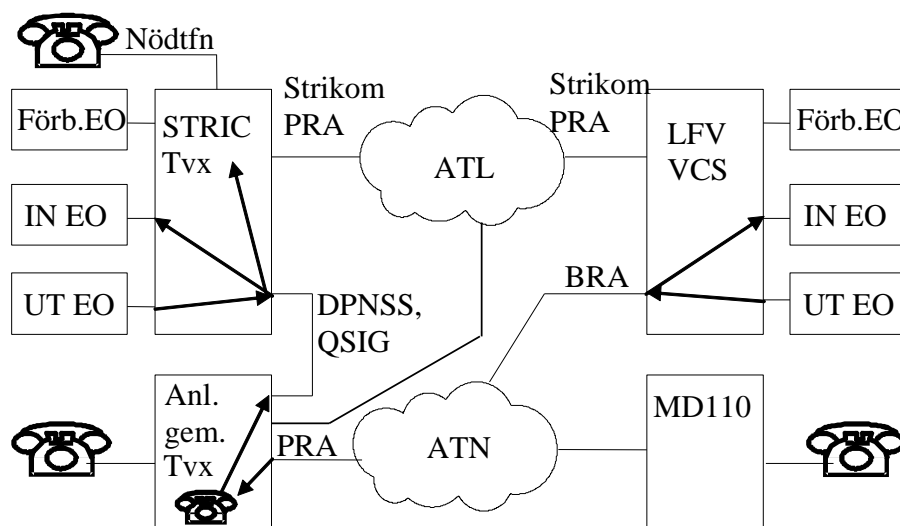 Nödtfn
Förb.EO
STRIC
Tvx
Strikom
PRA
ATL
Strikom
PRA
LFV
VCS
Förb.EO
IN EO
IN EO
UT EO
DPNSS,
QSIG
BRA
UT EO
Anl.
gem.
Tvx
PRA
ATN
MD110